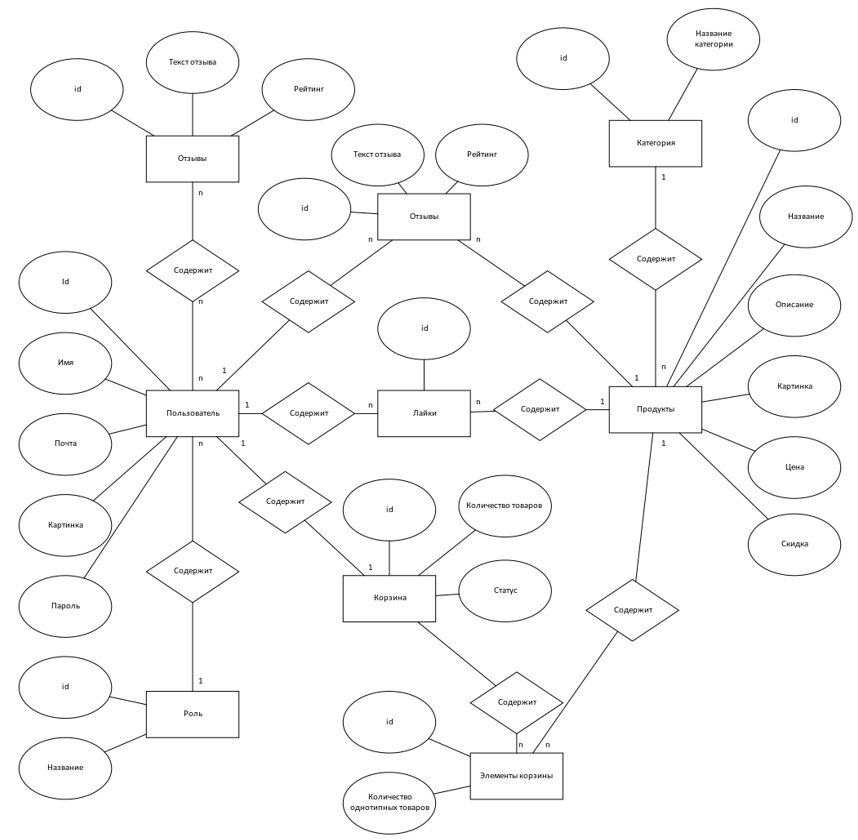 Название
категории
id
Текст отзыва
id
Рейтинг
id
Категория
Отзывы
Текст отзыва
Рейтинг
1
n
id
Отзывы
Название
n
n
Содержит
Содержит
n
Id
Содержит
Содержит
Описание
id
Имя
1
n
n
1
Картинка
Пользователь
1
Содержит
n
Лайки
n
Содержит
1
Продукты
Почта
n
1
1
Цена
Содержит
id
Количество товаров
Картинка
Скидка
Содержит
1
Статус
Пароль
Корзина
Содержит
1
id
Содержит
Роль
id
n
n
Название
Элементы корзины
Количество
однотипных товаров